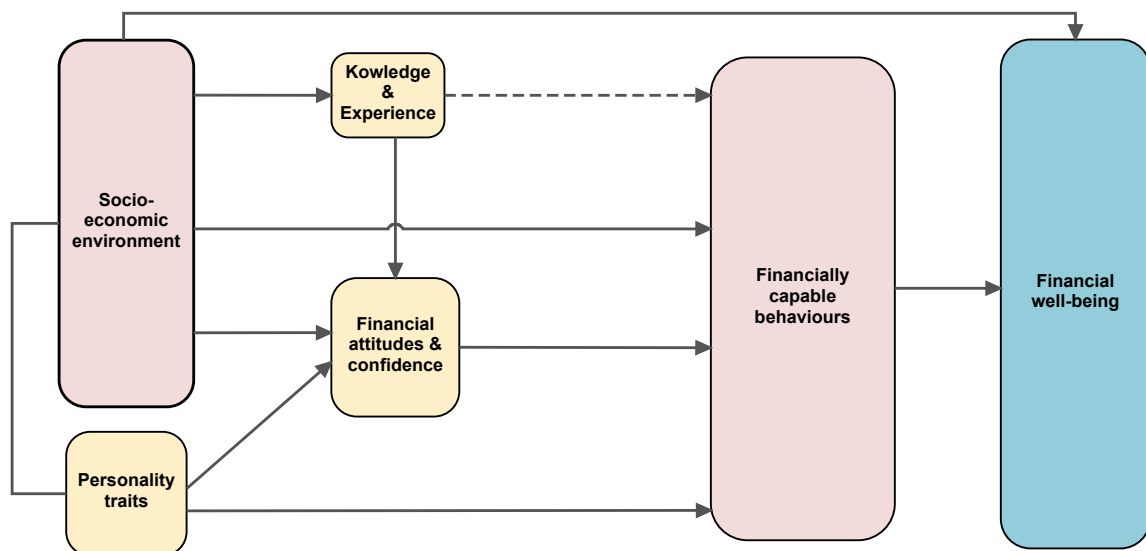 Kowledge
&
Experience
Socio-
economic
environment
Financially
capable
behaviours
Financial
well-being
Financial
attitudes &
confidence
Personality
traits